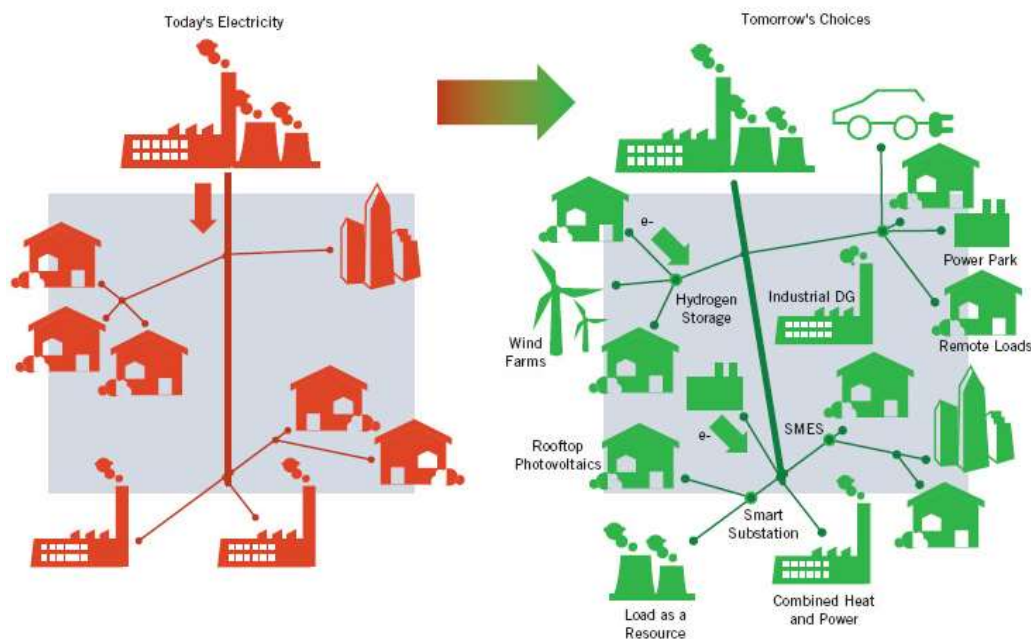 Today's Electricity
Tomorrow's Choices
e-
Power Park
Hydrogen
Storage
Industrial DG
Wind
Farms
Remote Loads
SMES
e-
Rooftop
Photovoltaics
Smart
Substation
Load as a
Resource
Combined Heat
and Power